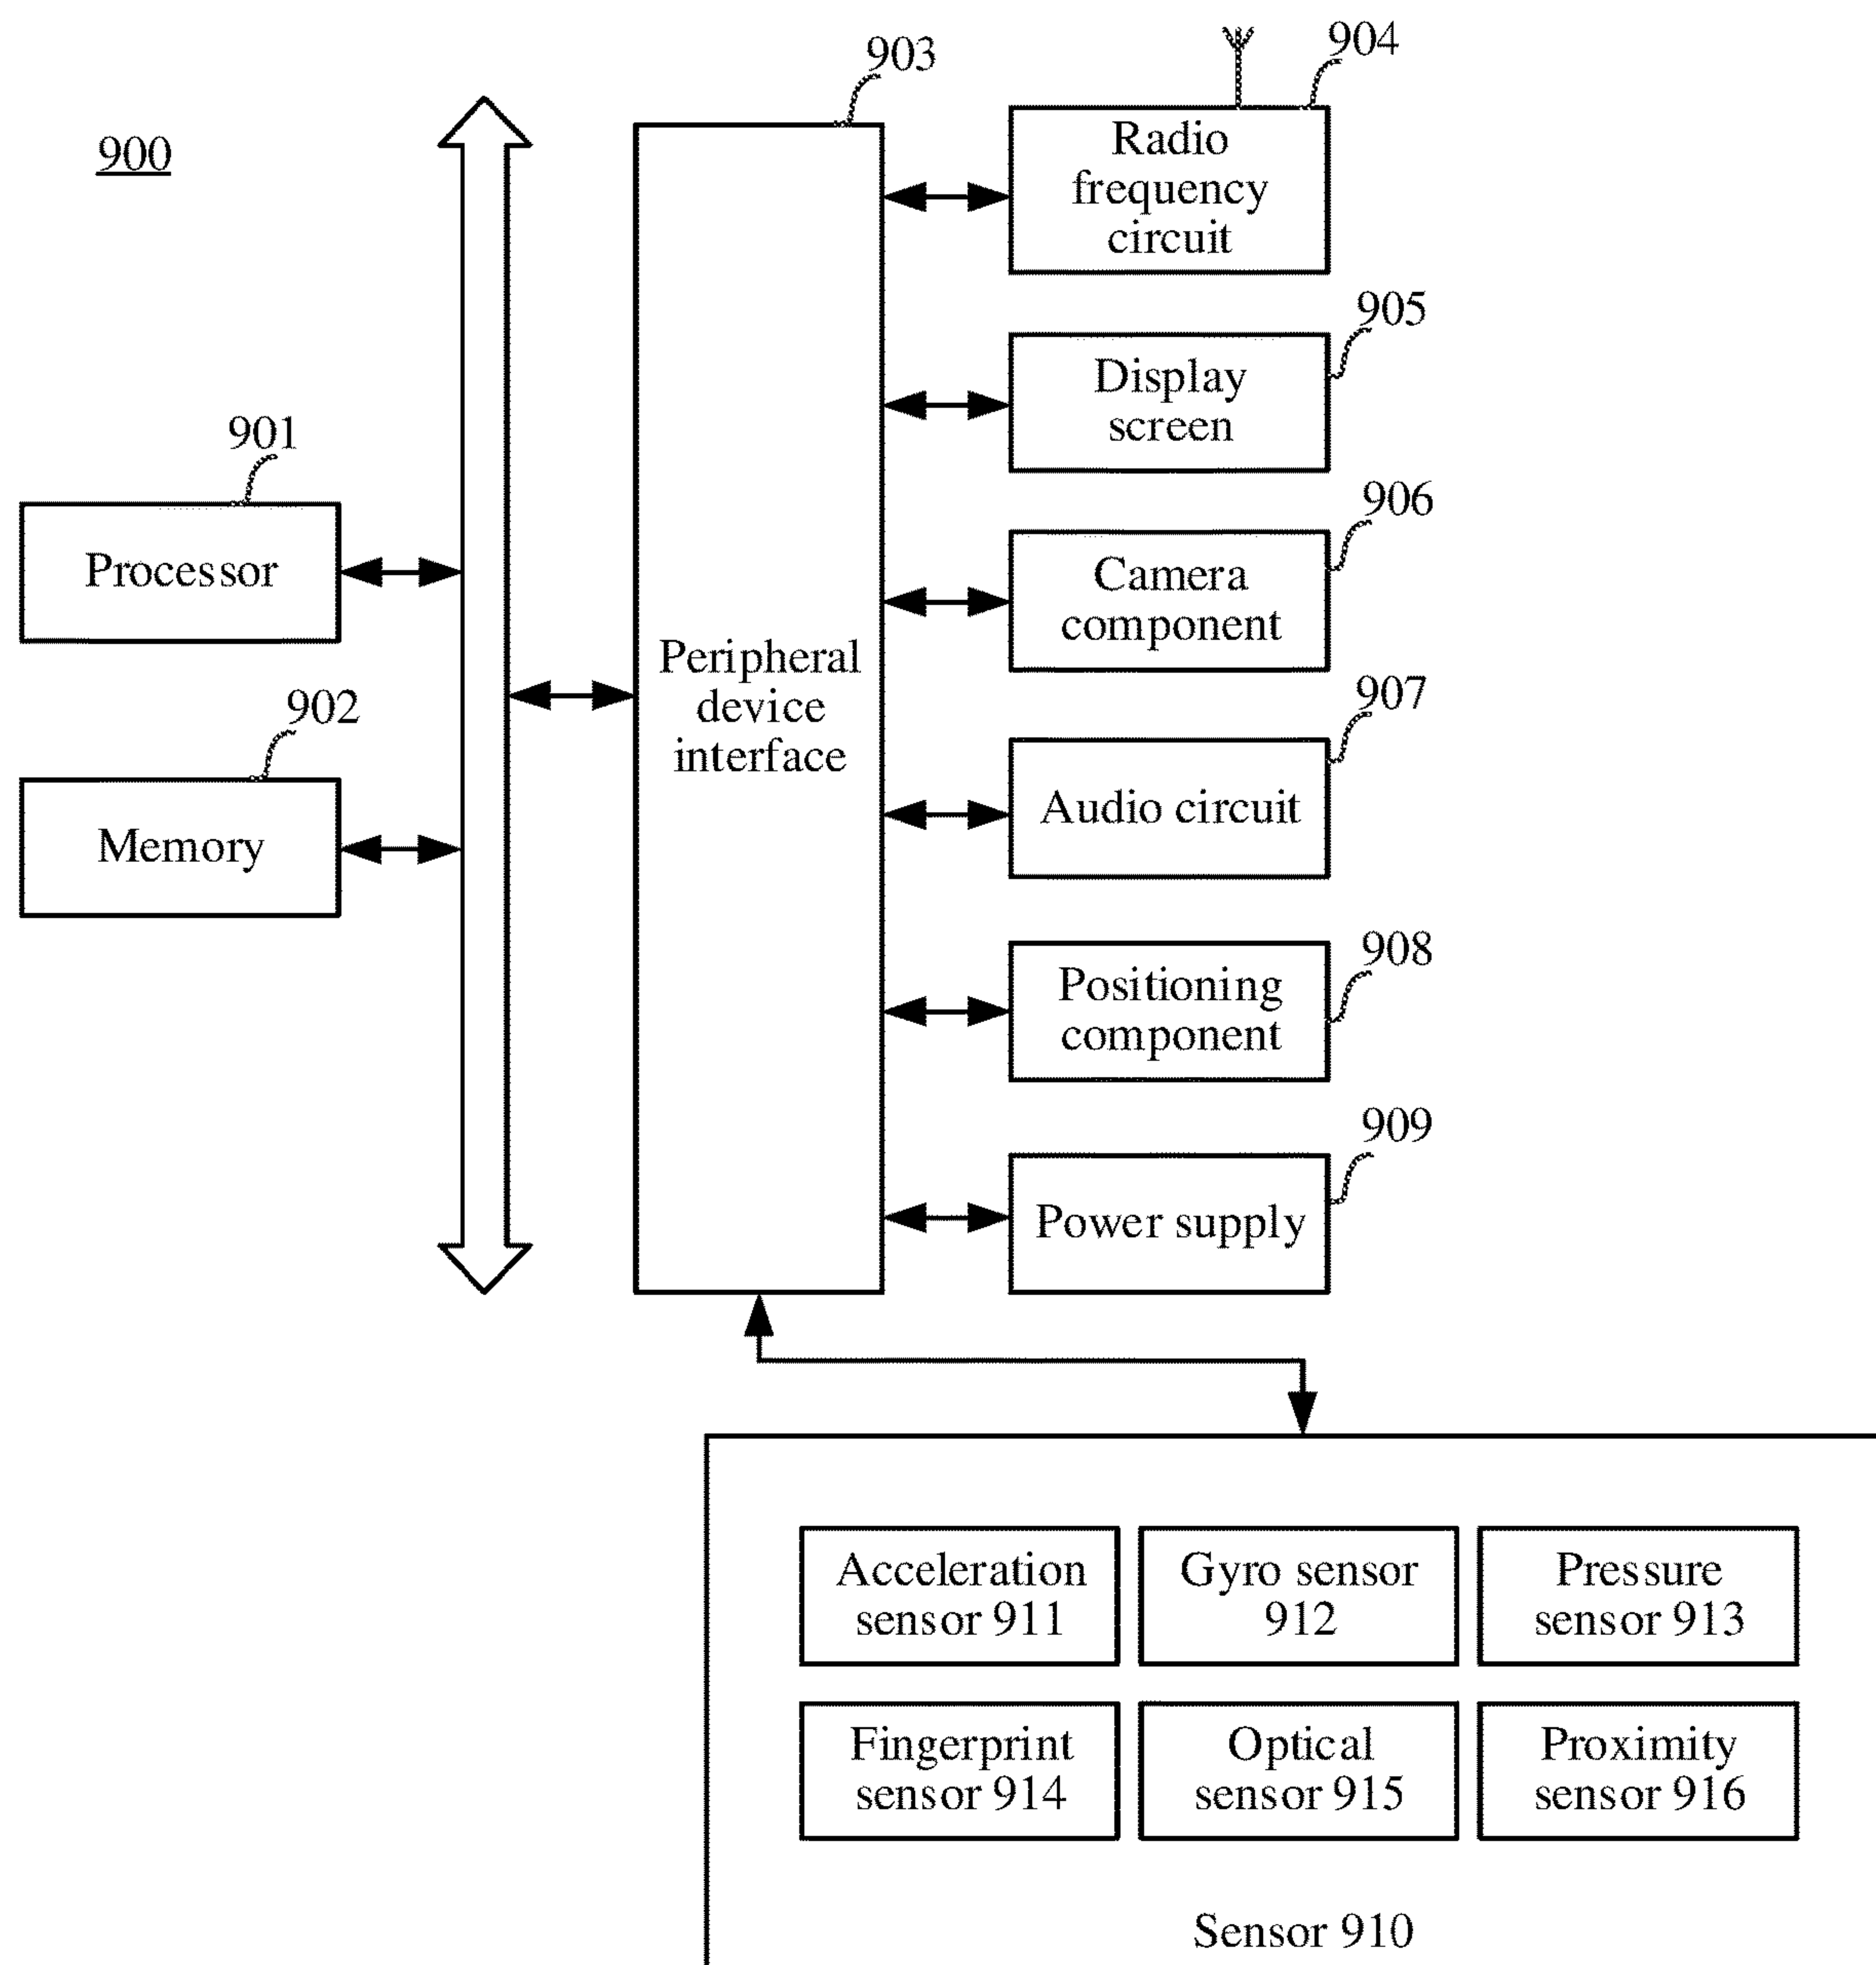 900
903
904
Radio
frequency
circuit
905
Display
screen
901
Processor
906
Camera
component
Peripheral
device
interface
902
Memory
907
Audio circuit
908
Positioning
component
909
Power supply
Acceleration
sensor 911
Gyro sensor
912
Pressure
sensor 913
Fingerprint
sensor 914
Optical
sensor 915
Proximity
sensor 916
Sensor 910